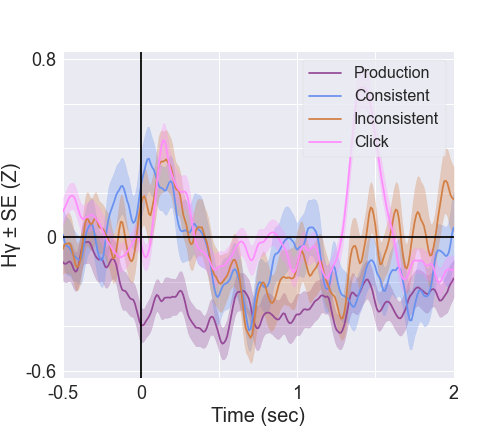 Production
Consistent
Inconsistent
Click
0.8
0
-0.6
Hγ ± SE (Z)
-0.5
0
1
2
Time (sec)